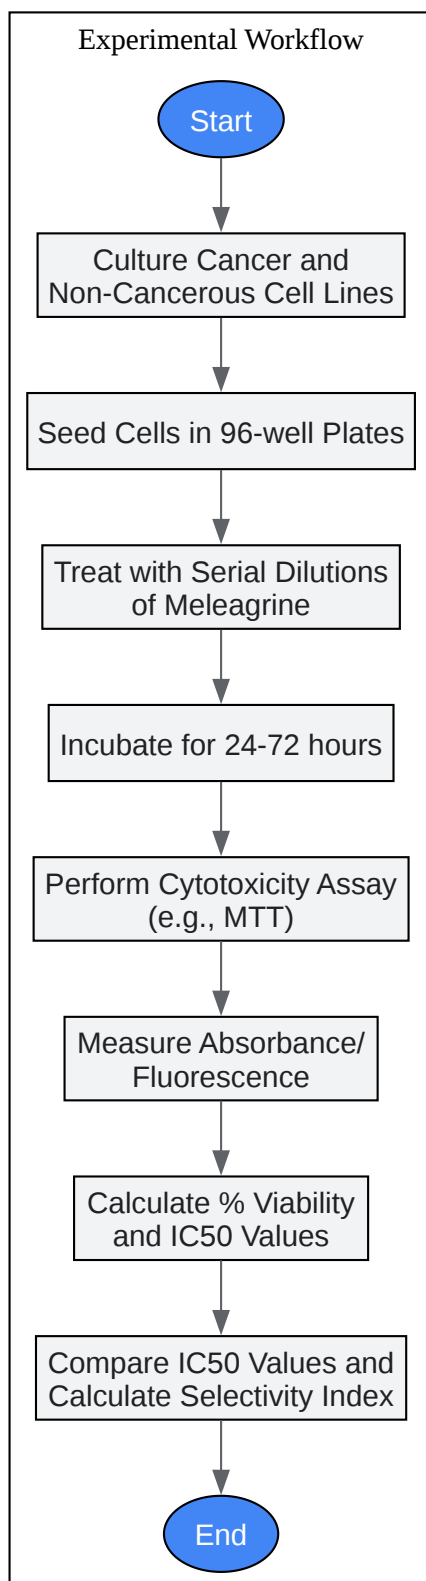 Experimental Workflow
Start
Culture Cancer and
Non-Cancerous Cell Lines
Seed Cells in 96-well Plates
Treat with Serial Dilutions
of Meleagrine
Incubate for 24-72 hours
Perform Cytotoxicity Assay
(e.g., MTT)
Measure Absorbance/
Fluorescence
Calculate % Viability
and IC50 Values
Compare IC50 Values and
Calculate Selectivity Index
End